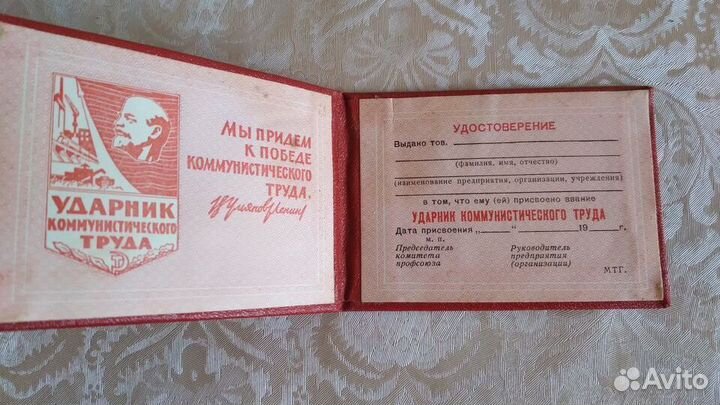 УДАРНИК
КОММУНИСТИЧЕСКОГО
ТРУДА
МЫ ПРИДЕМ
К ПОБЕДЕ
КОММУНИСТИЧЕСКОГО
ТРУДА.
В Ульянов (Ленин)
УДОСТОВЕРЕНИЕ
Выдано тов.
(фамилия, имя, отчество)
(наименование предприятия, организации, учреждения)
в том, что ему (ей) присвоено звание
УДАРНИК КОММУНИСТИЧЕСКОГО ТРУДА
Дата присвоения „ “ 19 г.
м. п.
Председатель Руководитель
комитета предприятия
профсоюза (организации)
МТГ.
Avito